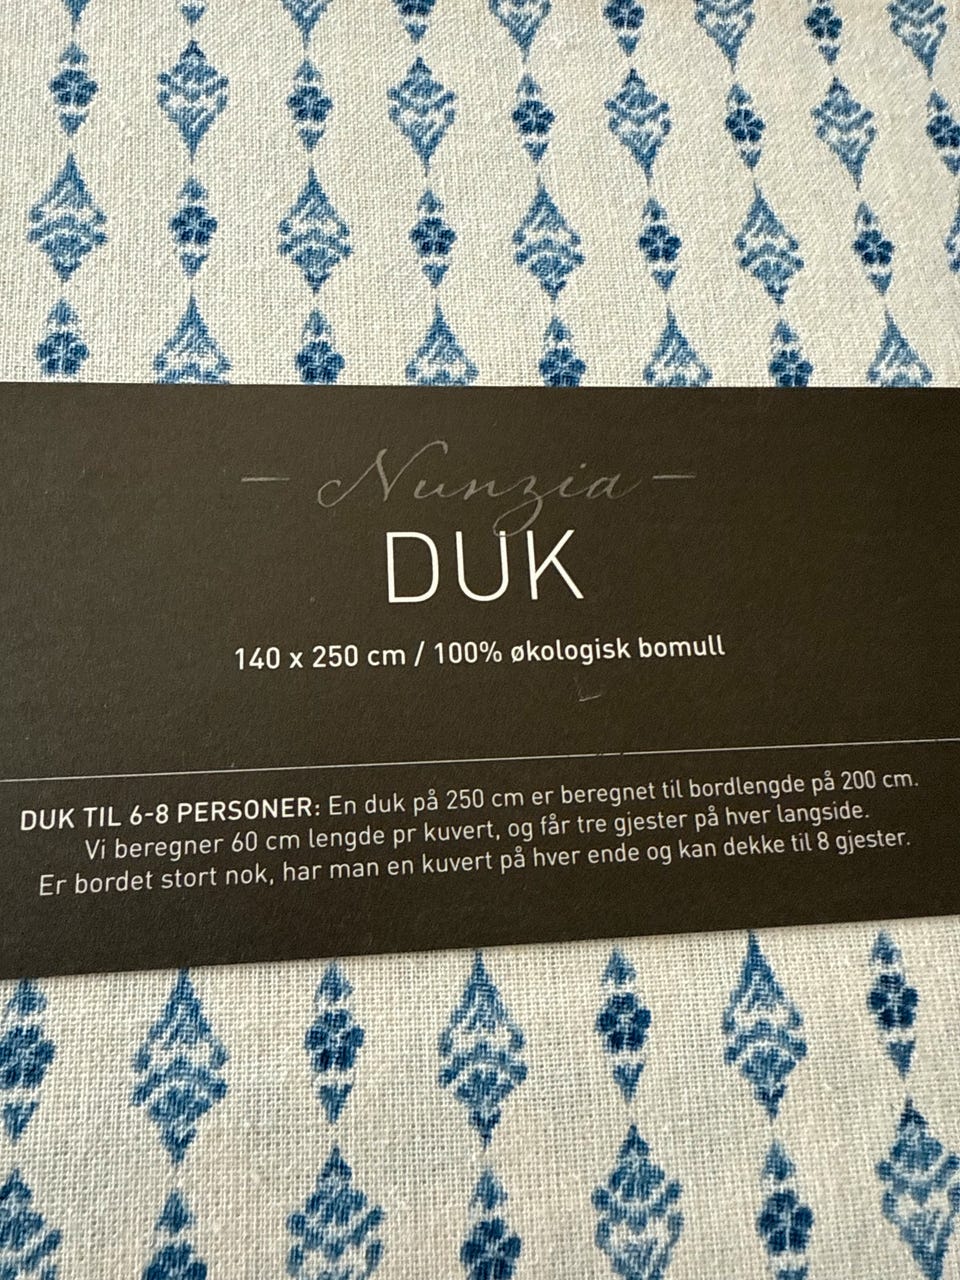 — Nunzia —
DUK
140 x 250 cm / 100% økologisk bomull
DUK TIL 6-8 PERSONER: En duk på 250 cm er beregnet til bordlengde på 200 cm.
Vi beregner 60 cm lengde pr kuvert, og får tre gjester på hver langside.
Er bordet stort nok, har man en kuvert på hver ende og kan dekke til 8 gjester.